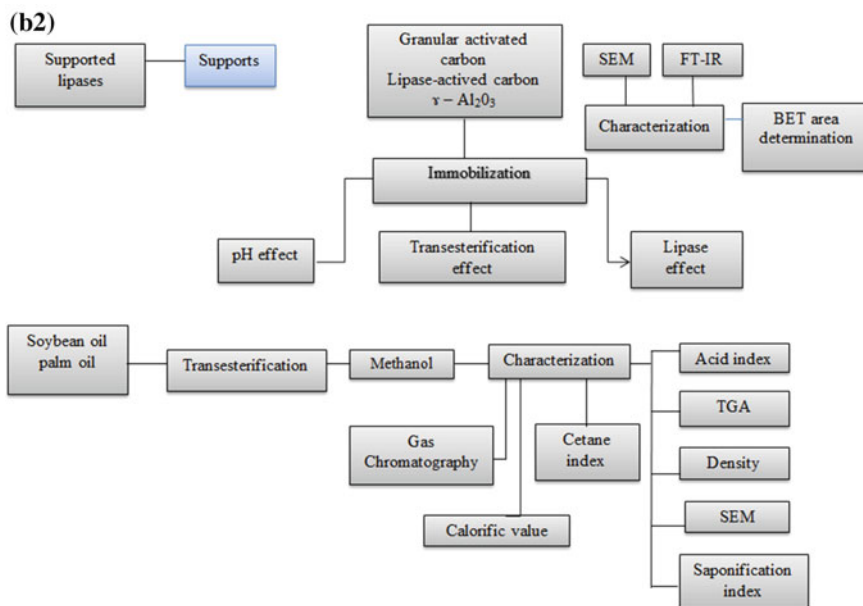 (b2)
Supported
lipases
Supports
Granular activated
carbon
Lipase-actived carbon
ɤ – Al₂0₃
SEM
FT-IR
Characterization
BET area
determination
Immobilization
pH effect
Transesterification
effect
Lipase
effect
Soybean oil
palm oil
Transesterification
Methanol
Characterization
Acid index
TGA
Density
SEM
Saponification
index
Gas
Chromatography
Cetane
index
Calorific value